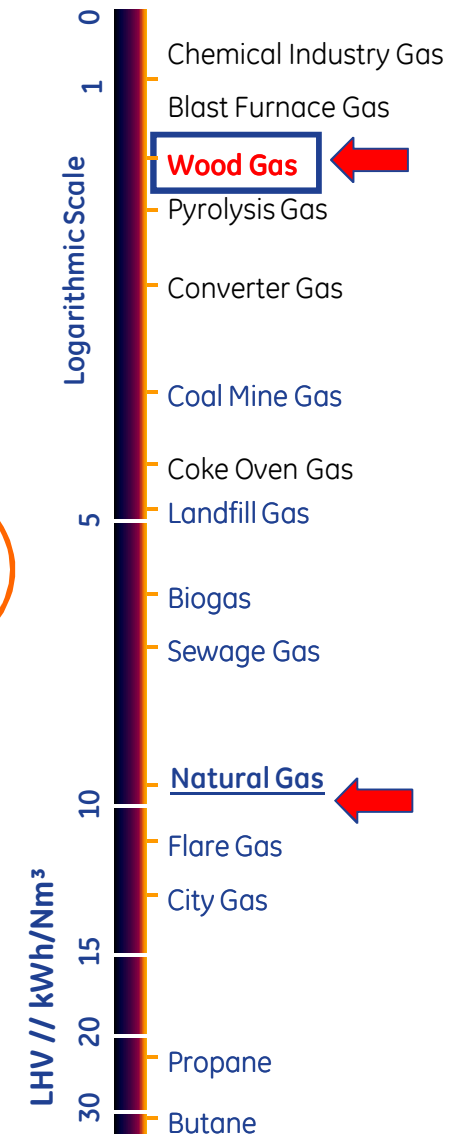 0
Chemical Industry Gas
1
Blast Furnace Gas
Wood Gas
Pyrolysis Gas
Logarithmic Scale
Converter Gas
Coal Mine Gas
Coke Oven Gas
5
Landfill Gas
Biogas
Sewage Gas
Natural Gas
10
Flare Gas
City Gas
15
LHV // kWh/Nm³
20
Propane
30
Butane